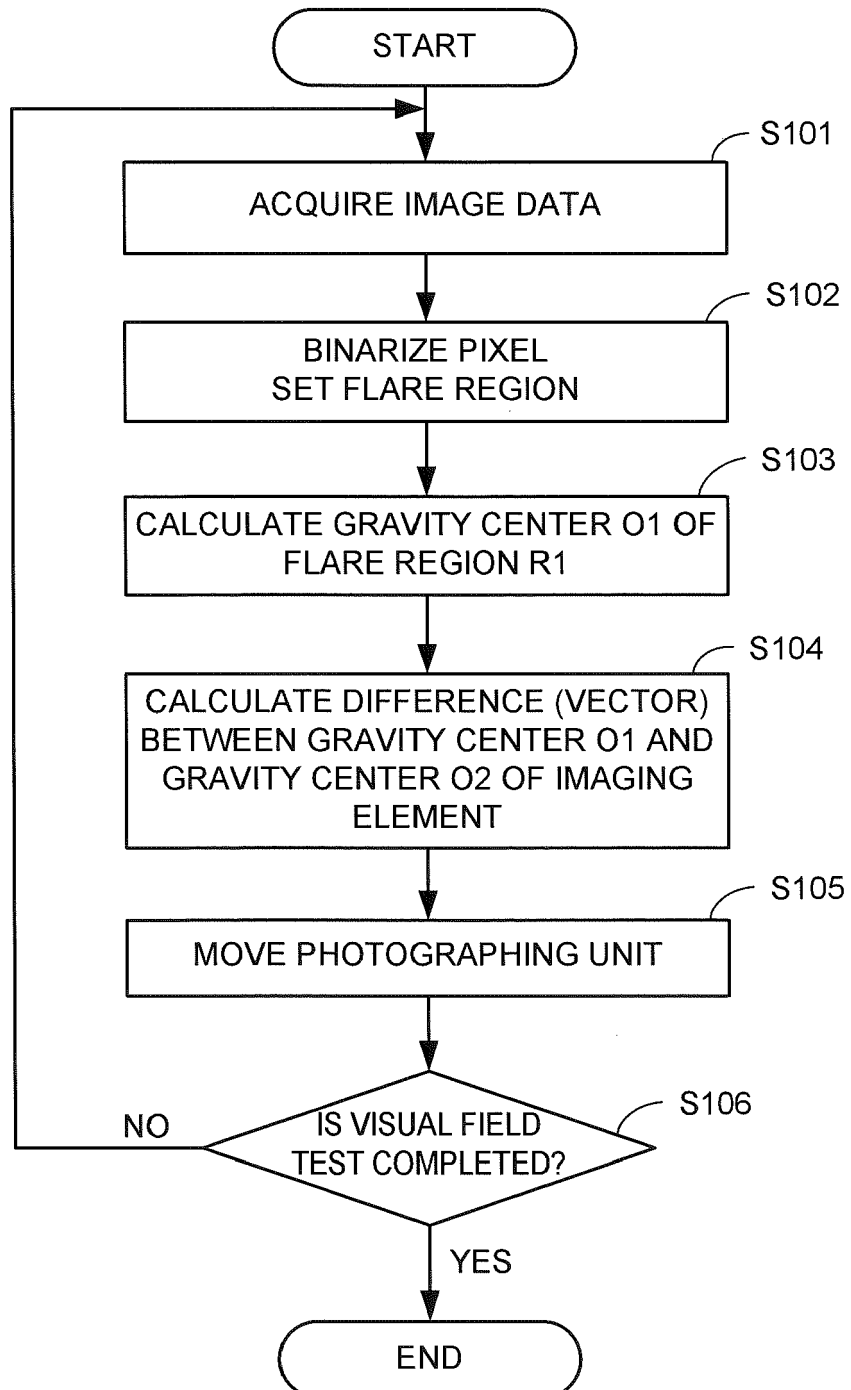 START
S101
ACQUIRE IMAGE DATA
S102
BINARIZE PIXEL
SET FLARE REGION
S103
CALCULATE GRAVITY CENTER O1 OF
FLARE REGION R1
S104
CALCULATE DIFFERENCE (VECTOR)
BETWEEN GRAVITY CENTER O1 AND
GRAVITY CENTER O2 OF IMAGING
ELEMENT
S105
MOVE PHOTOGRAPHING UNIT
S106
NO
IS VISUAL FIELD
TEST COMPLETED?
YES
END